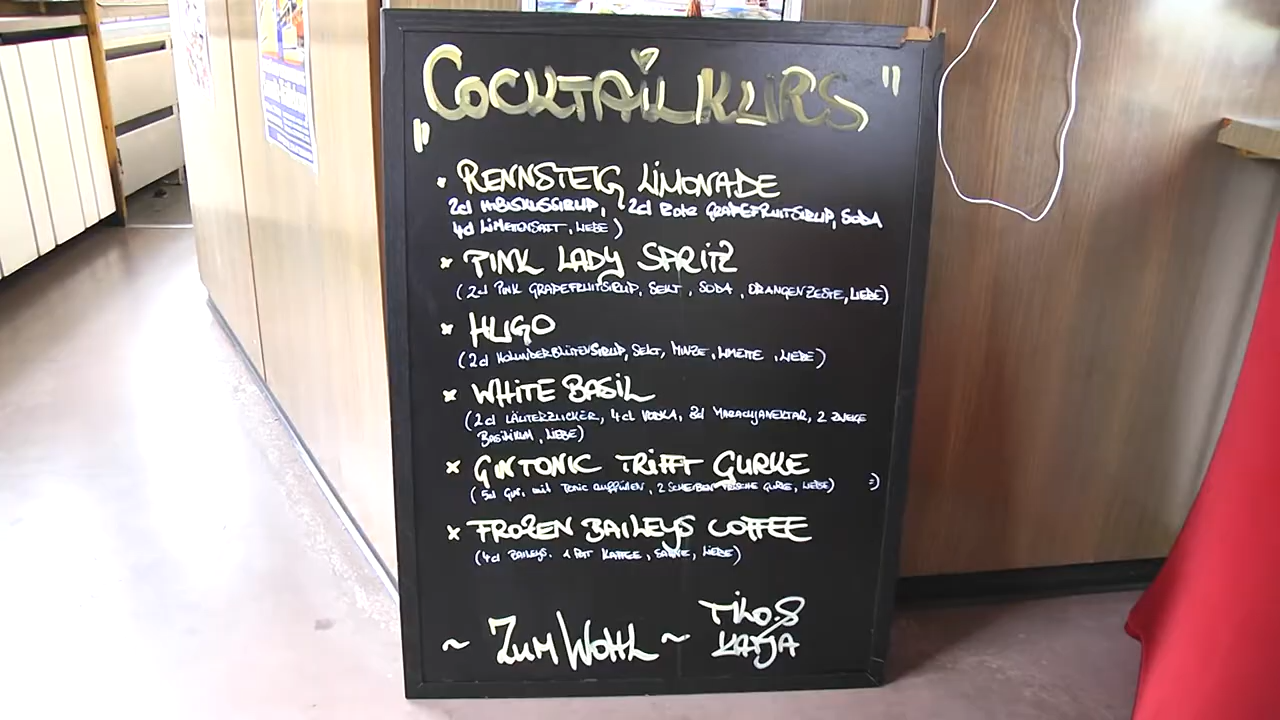 "COCKTAILKURS"
• RENNSTEIG LIMONADE
2cl HIBISKUSSIRUP, 2cl Rote GRAPEFRUITSIRUP, SODA
4cl LIMETTENSAFT, LIEBE)
* PINK LADY SPRITZ
(2cl PINK GRAPEFRUITSIRUP, SEKT, SODA, ORANGENZESTE, LIEBE)
* HUGO
(2cl HOLUNDERBLÜTENSIRUP, SEKT, MINZE, LIMETTE, LIEBE)
* WHITE BASIL
(2cl LÄUTERZUCKER, 4cl VODKA, 8cl MARACUJANEKTAR, 2 ZWEIGE
BASILIKUM, LIEBE)
* GINTONIC TRIFFT GURKE
(5cl Gin, mit Tonic auffüllen, 2 SCHEIBEN FRISCHE GURKE, LIEBE) :)
* FROZEN BAILEYS COFFEE
(4cl BAILEYS, 1 POTT KAFFEE, SAHNE, LIEBE)
~ ZUM WOHL ~
TILO &
KATJA